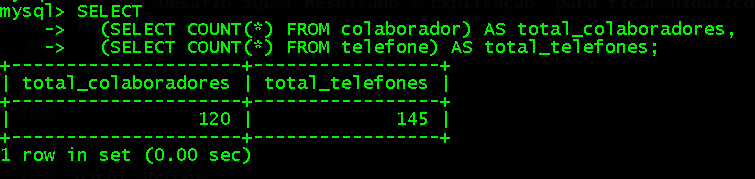 mysql> SELECT
    ->   (SELECT COUNT(*) FROM colaborador) AS total_colaboradores,
    ->   (SELECT COUNT(*) FROM telefone) AS total_telefones;
+---------------------+-----------------+
| total_colaboradores | total_telefones |
+---------------------+-----------------+
|                 120 |             145 |
+---------------------+-----------------+
1 row in set (0.00 sec)